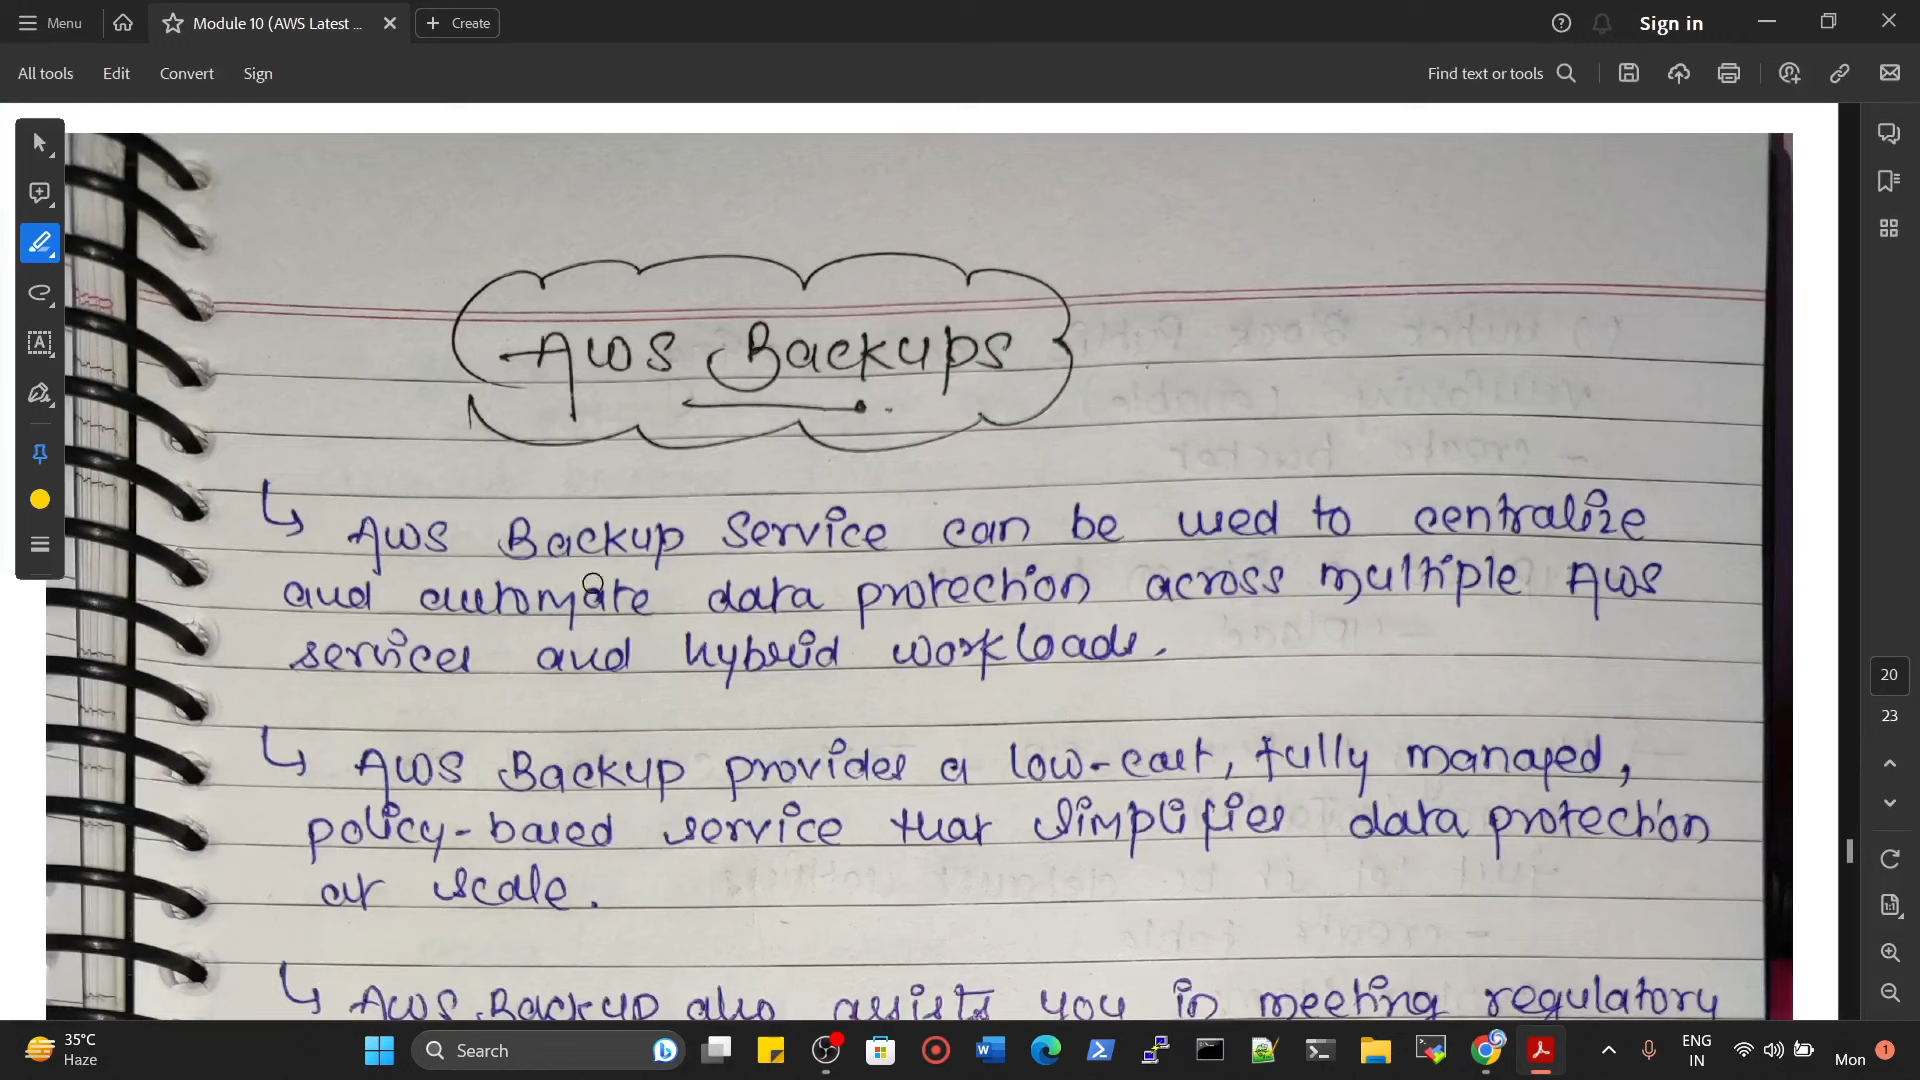 Menu
Module 10 (AWS Latest ...
Create
Sign in
All tools
Edit
Convert
Sign
Find text or tools
AWS Backups
↳ AWS Backup Service can be used to centralize
and automate data protection across multiple AWS
services and hybrid workloads.
↳ AWS Backup provides a low-cost, fully managed,
policy-based service that simplifies data protection
at scale.
↳ AWS Backup also assists you in meeting regulatory
20
23
1:1
35°C
Haze
Search
ENG
IN
Mon
1